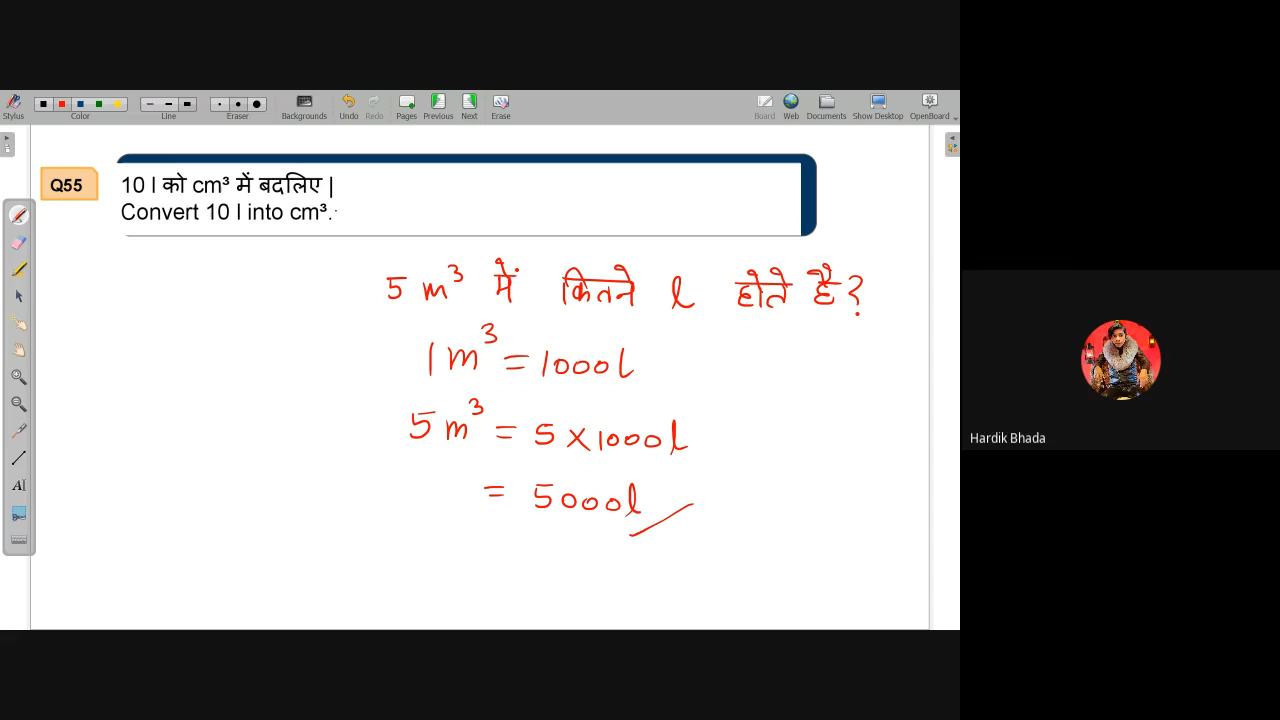 Stylus
Color
Line
Eraser
Backgrounds
Undo
Redo
Pages
Previous
Next
Erase
Board
Web
Documents
Show Desktop
OpenBoard
Q55
10 l को cm³ में बदलिए |
Convert 10 l into cm³.
5 m³ में कितने l होते है?
1 m³ = 1000 l
5 m³ = 5 × 1000 l
= 5000 l
Hardik Bhada